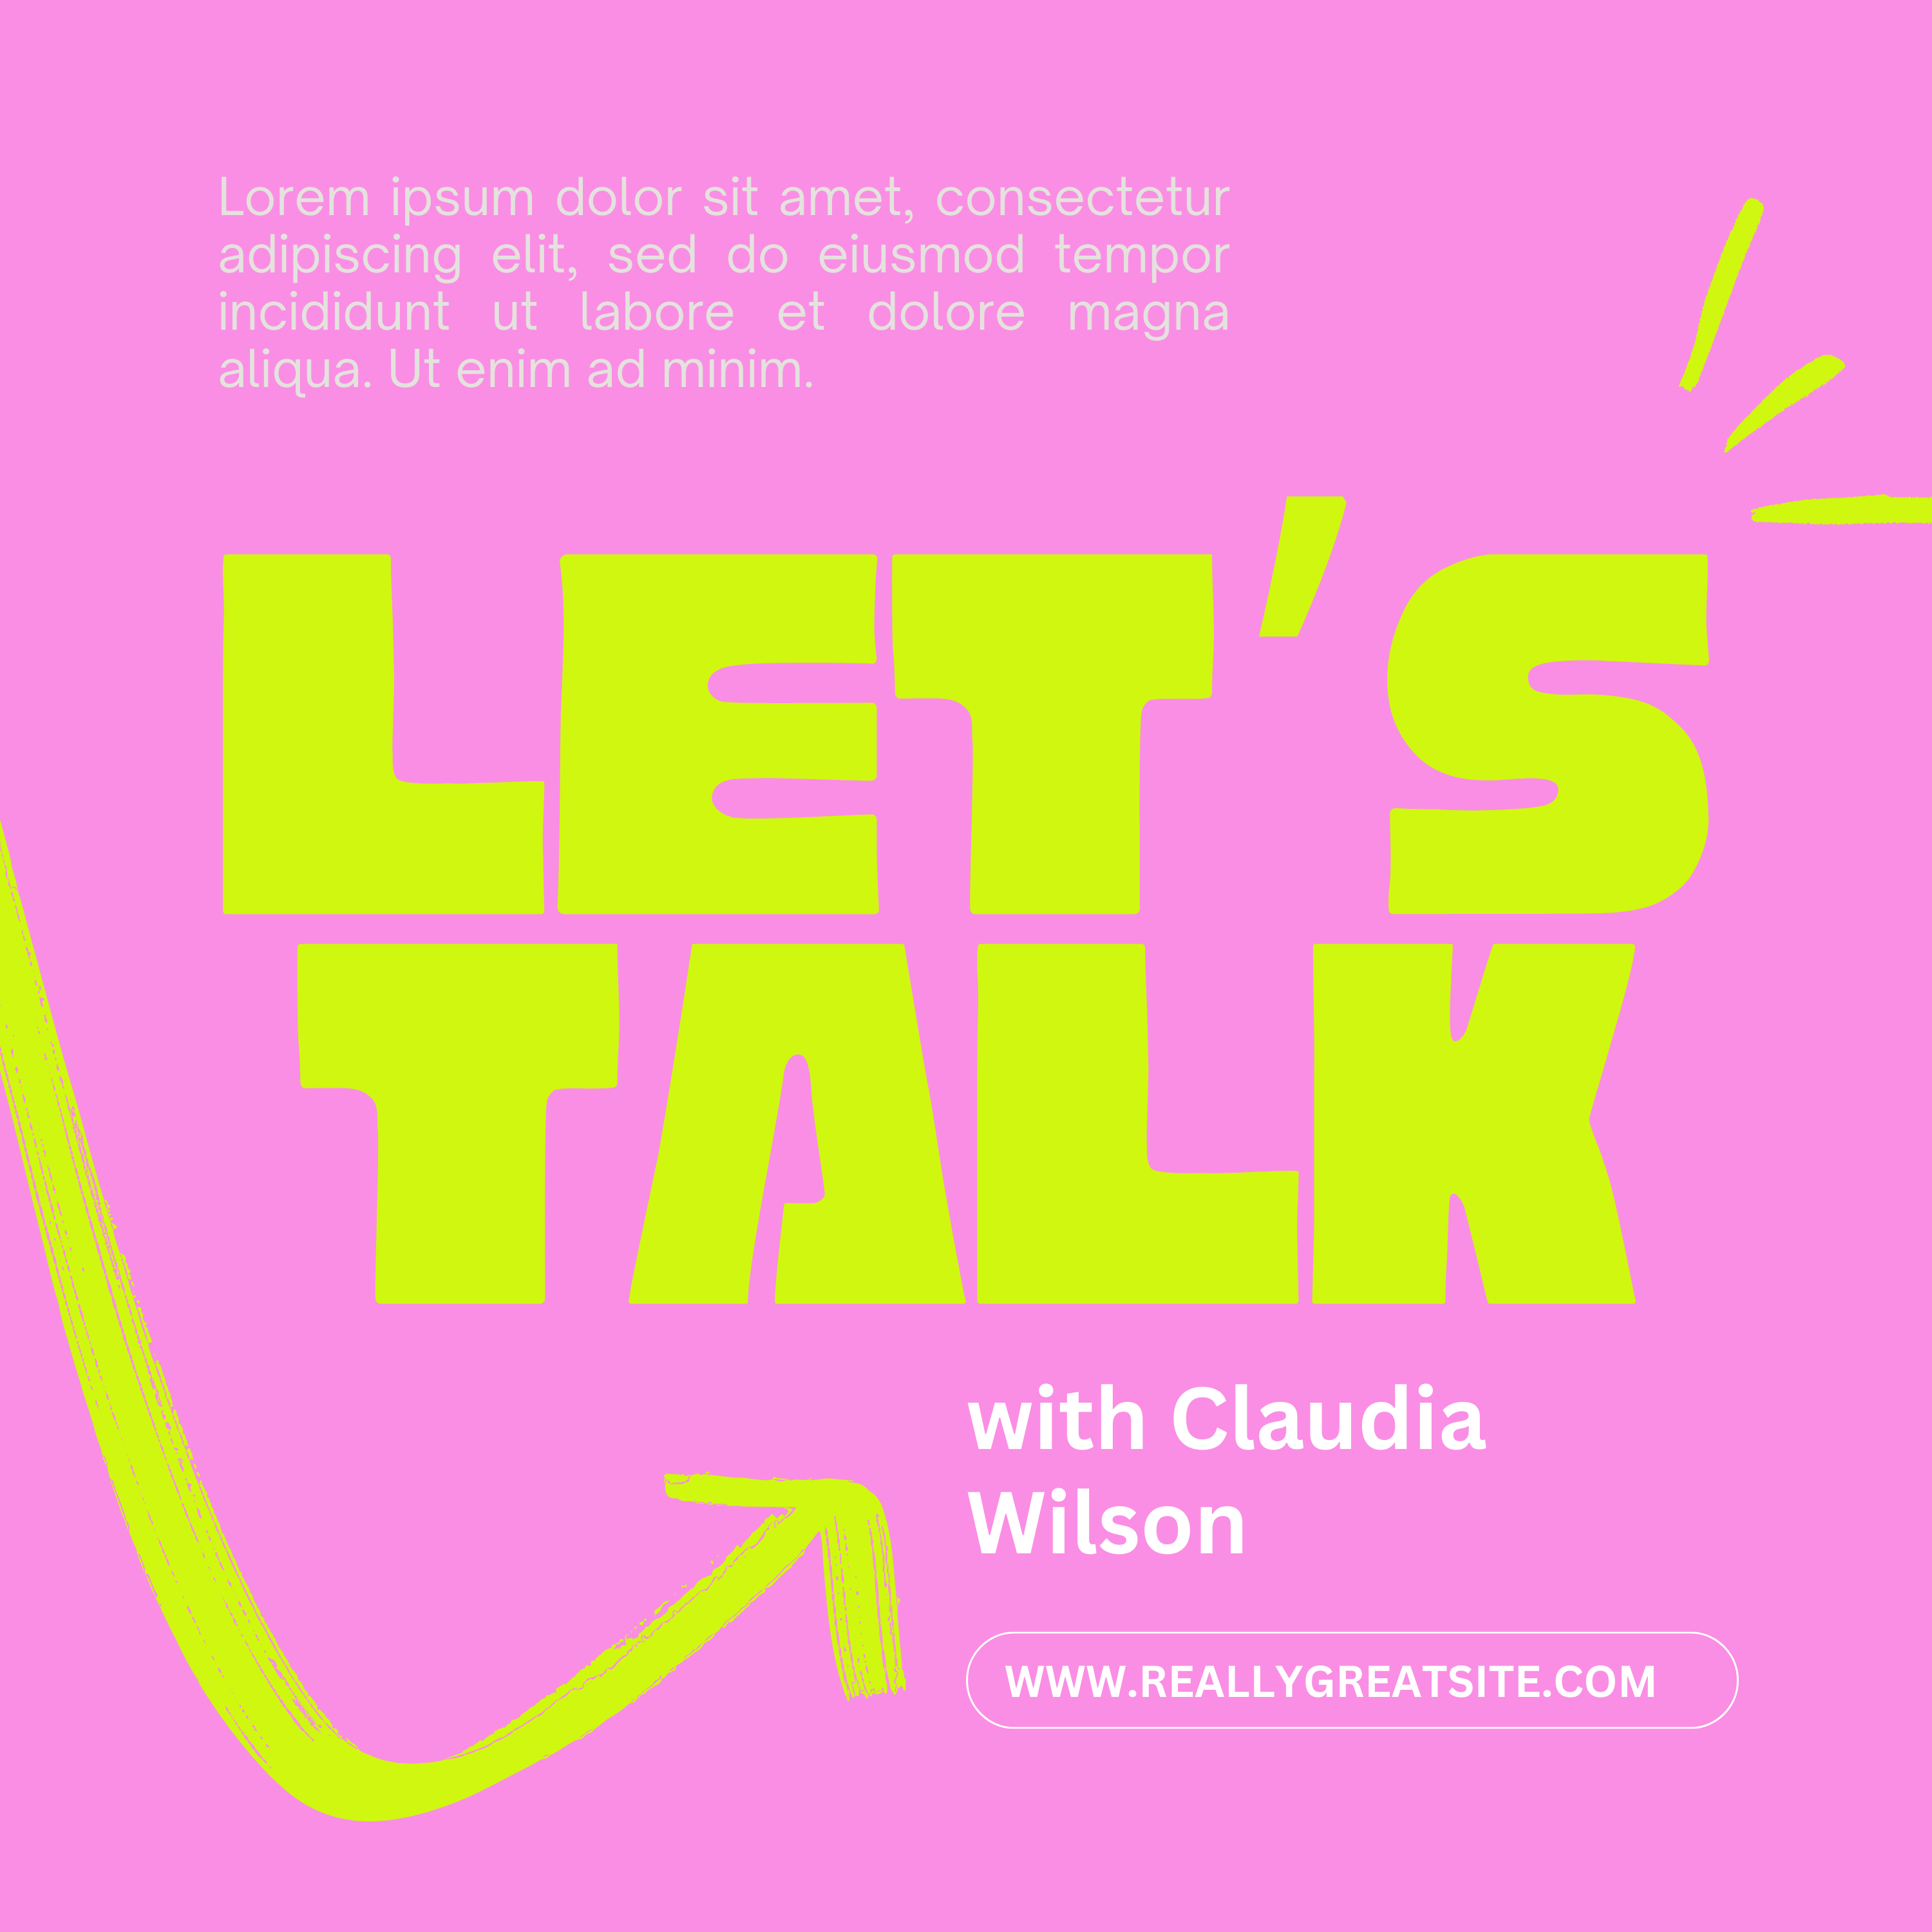 Lorem ipsum dolor sit amet, consectetur
adipiscing elit, sed do eiusmod tempor
incididunt ut labore et dolore magna
aliqua. Ut enim ad minim.
LET'S
TALK
with Claudia
Wilson
WWW.REALLYGREATSITE.COM